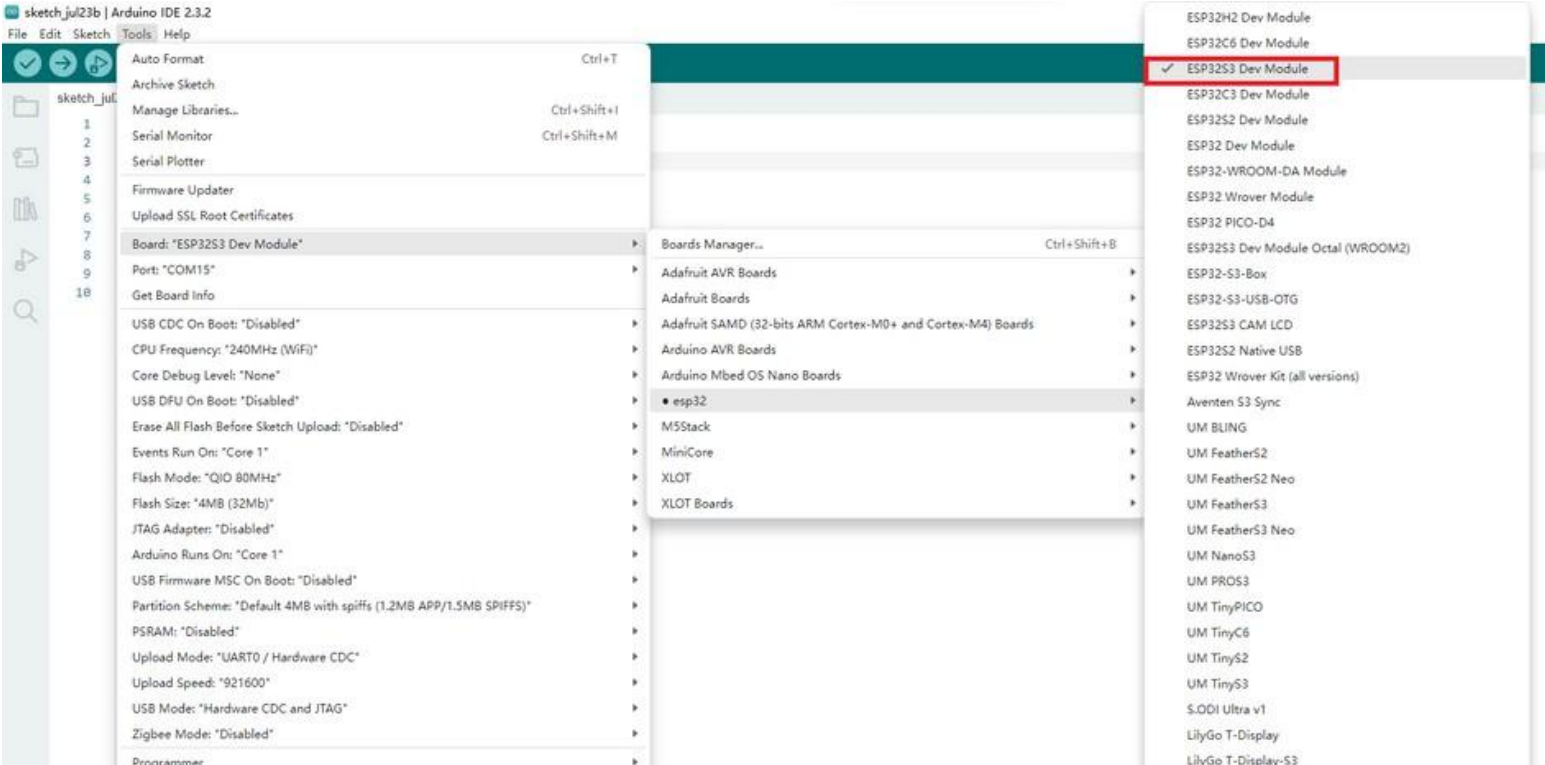 sketch_jul23b | Arduino IDE 2.3.2
File Edit Sketch Tools Help
sketch_jul
1
2
3
4
5
6
7
8
9
10
Auto Format Ctrl+T
Archive Sketch
Manage Libraries... Ctrl+Shift+I
Serial Monitor Ctrl+Shift+M
Serial Plotter
Firmware Updater
Upload SSL Root Certificates
Board: "ESP32S3 Dev Module"
Port: "COM15"
Get Board Info
USB CDC On Boot: "Disabled"
CPU Frequency: "240MHz (WiFi)"
Core Debug Level: "None"
USB DFU On Boot: "Disabled"
Erase All Flash Before Sketch Upload: "Disabled"
Events Run On: "Core 1"
Flash Mode: "QIO 80MHz"
Flash Size: "4MB (32Mb)"
JTAG Adapter: "Disabled"
Arduino Runs On: "Core 1"
USB Firmware MSC On Boot: "Disabled"
Partition Scheme: "Default 4MB with spiffs (1.2MB APP/1.5MB SPIFFS)"
PSRAM: "Disabled"
Upload Mode: "UART0 / Hardware CDC"
Upload Speed: "921600"
USB Mode: "Hardware CDC and JTAG"
Zigbee Mode: "Disabled"
Programmer
Boards Manager... Ctrl+Shift+B
Adafruit AVR Boards
Adafruit Boards
Adafruit SAMD (32-bits ARM Cortex-M0+ and Cortex-M4) Boards
Arduino AVR Boards
Arduino Mbed OS Nano Boards
esp32
M5Stack
MiniCore
XLOT
XLOT Boards
ESP32H2 Dev Module
ESP32C6 Dev Module
ESP32S3 Dev Module
ESP32C3 Dev Module
ESP32S2 Dev Module
ESP32 Dev Module
ESP32-WROOM-DA Module
ESP32 Wrover Module
ESP32 PICO-D4
ESP32S3 Dev Module Octal (WROOM2)
ESP32-S3-Box
ESP32-S3-USB-OTG
ESP32S3 CAM LCD
ESP32S2 Native USB
ESP32 Wrover Kit (all versions)
Aventen S3 Sync
UM BLING
UM FeatherS2
UM FeatherS2 Neo
UM FeatherS3
UM FeatherS3 Neo
UM NanoS3
UM PROS3
UM TinyPICO
UM TinyC6
UM TinyS2
UM TinyS3
S.ODI Ultra v1
LilyGo T-Display
LilyGo T-Display-S3